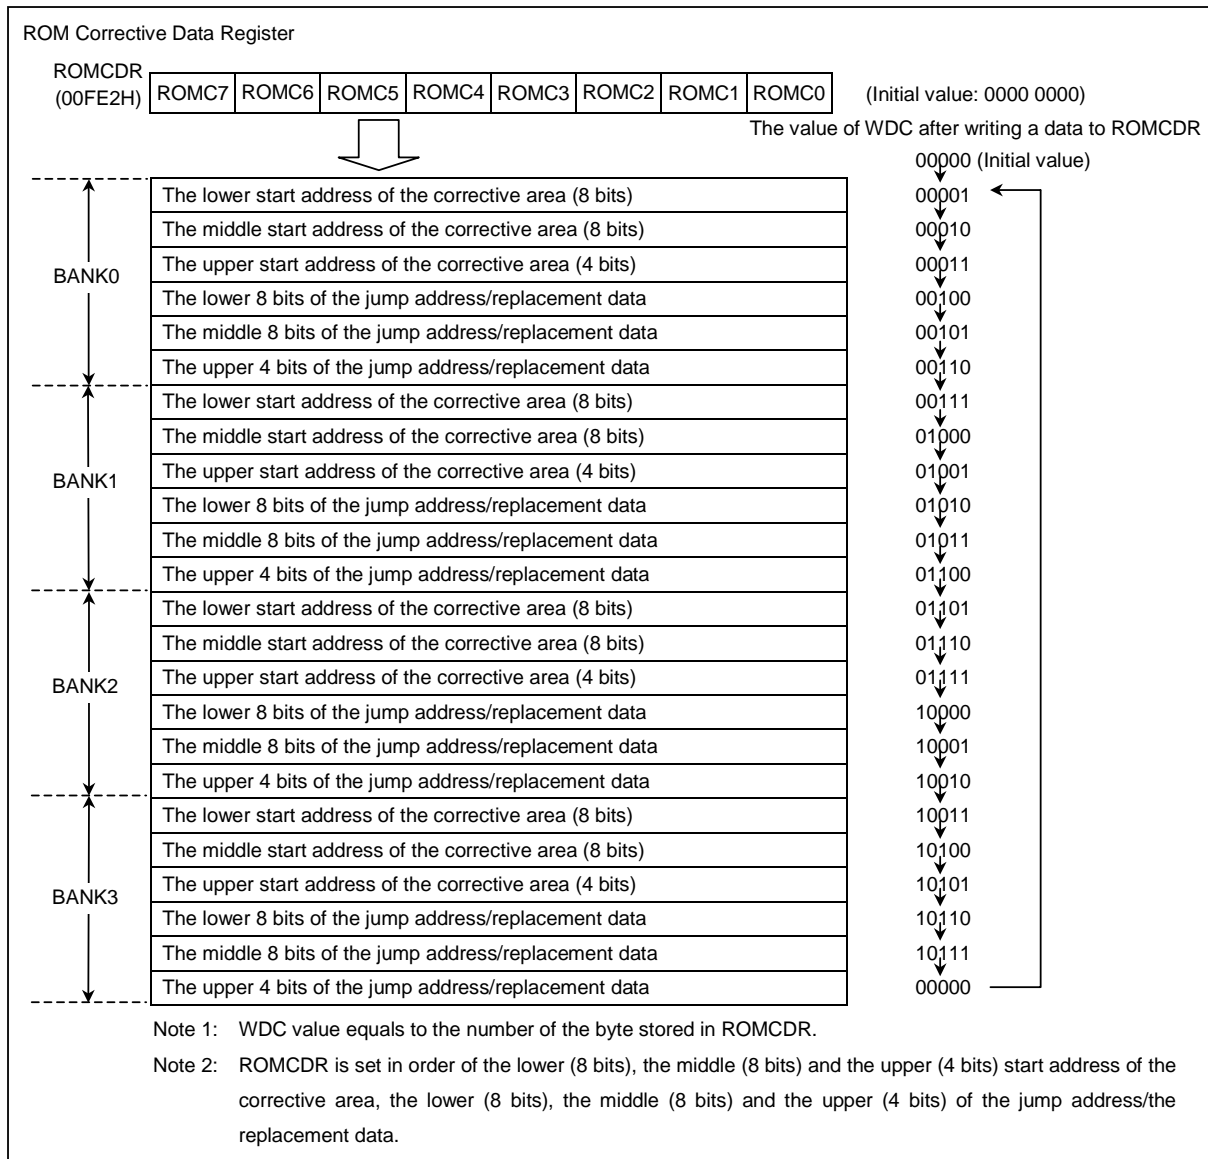 ROM Corrective Data Register
ROMCDR
(00FE2H)
ROMC7 ROMC6 ROMC5 ROMC4 ROMC3 ROMC2 ROMC1 ROMC0
(Initial value: 0000 0000)
The value of WDC after writing a data to ROMCDR
00000 (Initial value)
BANK0
The lower start address of the corrective area (8 bits) 00001
The middle start address of the corrective area (8 bits) 00010
The upper start address of the corrective area (4 bits) 00011
The lower 8 bits of the jump address/replacement data 00100
The middle 8 bits of the jump address/replacement data 00101
The upper 4 bits of the jump address/replacement data 00110
BANK1
The lower start address of the corrective area (8 bits) 00111
The middle start address of the corrective area (8 bits) 01000
The upper start address of the corrective area (4 bits) 01001
The lower 8 bits of the jump address/replacement data 01010
The middle 8 bits of the jump address/replacement data 01011
The upper 4 bits of the jump address/replacement data 01100
BANK2
The lower start address of the corrective area (8 bits) 01101
The middle start address of the corrective area (8 bits) 01110
The upper start address of the corrective area (4 bits) 01111
The lower 8 bits of the jump address/replacement data 10000
The middle 8 bits of the jump address/replacement data 10001
The upper 4 bits of the jump address/replacement data 10010
BANK3
The lower start address of the corrective area (8 bits) 10011
The middle start address of the corrective area (8 bits) 10100
The upper start address of the corrective area (4 bits) 10101
The lower 8 bits of the jump address/replacement data 10110
The middle 8 bits of the jump address/replacement data 10111
The upper 4 bits of the jump address/replacement data 00000
Note 1: WDC value equals to the number of the byte stored in ROMCDR.
Note 2: ROMCDR is set in order of the lower (8 bits), the middle (8 bits) and the upper (4 bits) start address of the
corrective area, the lower (8 bits), the middle (8 bits) and the upper (4 bits) of the jump address/the
replacement data.